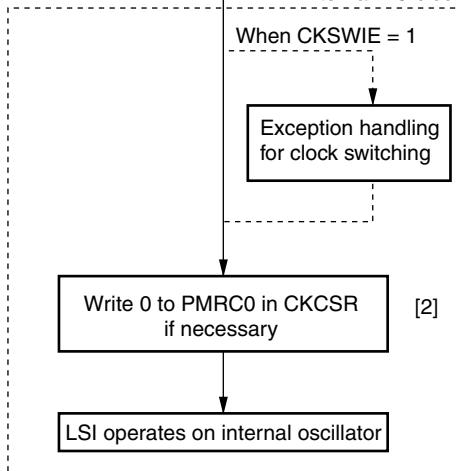 When CKSWIE = 1
Exception handling
for clock switching
Write 0 to PMRC0 in CKCSR
if necessary
[2]
LSI operates on internal oscillator